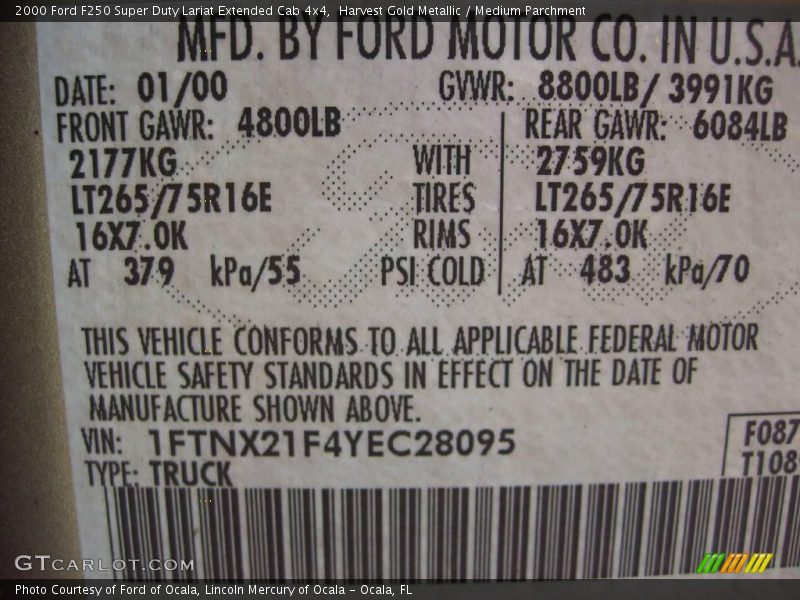 2000 Ford F250 Super Duty Lariat Extended Cab 4x4, Harvest Gold Metallic / Medium Parchment
MFD. BY FORD MOTOR CO. IN U.S.A.
DATE: 01/00 GVWR: 8800LB/ 3991KG
FRONT GAWR: 4800LB REAR GAWR: 6084LB
2177KG WITH 2759KG
LT265/75R16E TIRES LT265/75R16E
16X7.0K RIMS 16X7.0K
AT 379 kPa/55 PSI COLD AT 483 kPa/70
THIS VEHICLE CONFORMS TO ALL APPLICABLE FEDERAL MOTOR
VEHICLE SAFETY STANDARDS IN EFFECT ON THE DATE OF
MANUFACTURE SHOWN ABOVE.
VIN: 1FTNX21F4YEC28095 F087
TYPE: TRUCK T108
GTCARLOT.COM
Photo Courtesy of Ford of Ocala, Lincoln Mercury of Ocala - Ocala, FL